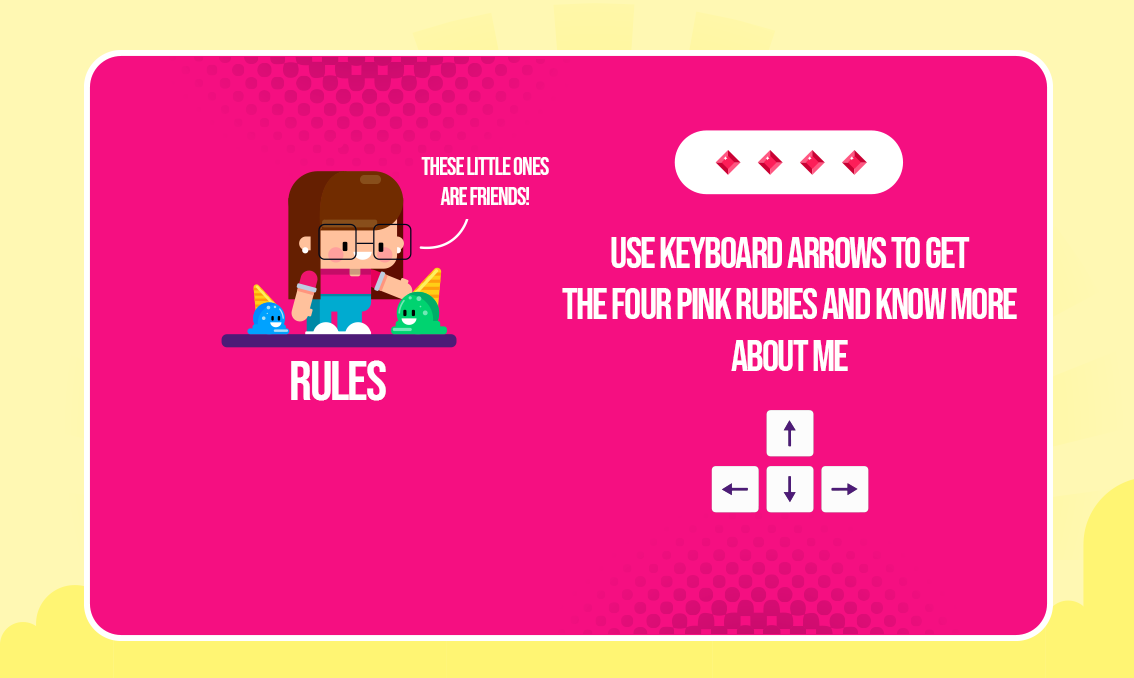 THESE LITTLE ONES
ARE FRIENDS!
RULES
USE KEYBOARD ARROWS TO GET
THE FOUR PINK RUBIES AND KNOW MORE
ABOUT ME